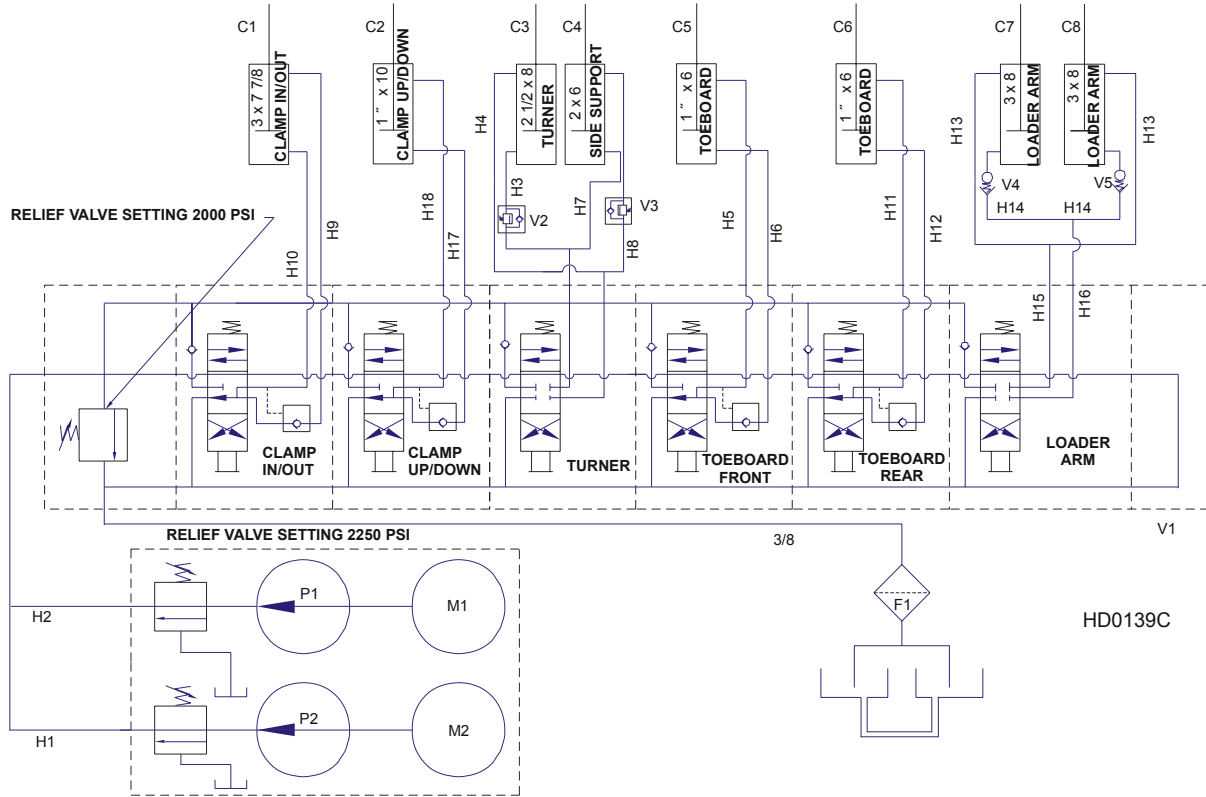 C1
C2
C3
C4
C5
C6
C7
C8
3 x 7 7/8
CLAMP IN/OUT
1 ˝ x 10
CLAMP UP/DOWN
2 1/2 x 8
TURNER
2 x 6
SIDE SUPPORT
1 ˝ x 6
TOEBOARD
1 ˝ x 6
TOEBOARD
3 x 8
LOADER ARM
3 x 8
LOADER ARM
H4
H13
H13
H3
H18
H7
H5
H11
V4
V5
H14
H14
RELIEF VALVE SETTING 2000 PSI
V2
V3
H9
H10
H17
H8
H6
H12
H15
H16
CLAMP
IN/OUT
CLAMP
UP/DOWN
TURNER
TOEBOARD
FRONT
TOEBOARD
REAR
LOADER
ARM
V1
RELIEF VALVE SETTING 2250 PSI
3/8
P1
M1
F1
H2
HD0139C
P2
M2
H1